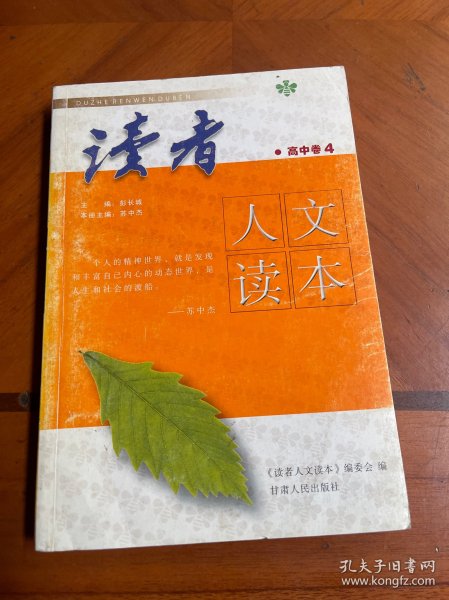 DUZHE RENWEN DUBEN
读者
• 高中卷 4
主 编：彭长城
本册主编：苏中杰
人文
读本
一个人的精神世界，就是发现
和丰富自己内心的动态世界，是
人生和社会的渡船。
——苏中杰
《读者人文读本》编委会 编
甘肃人民出版社
孔夫子旧书网
www.kongfz.com